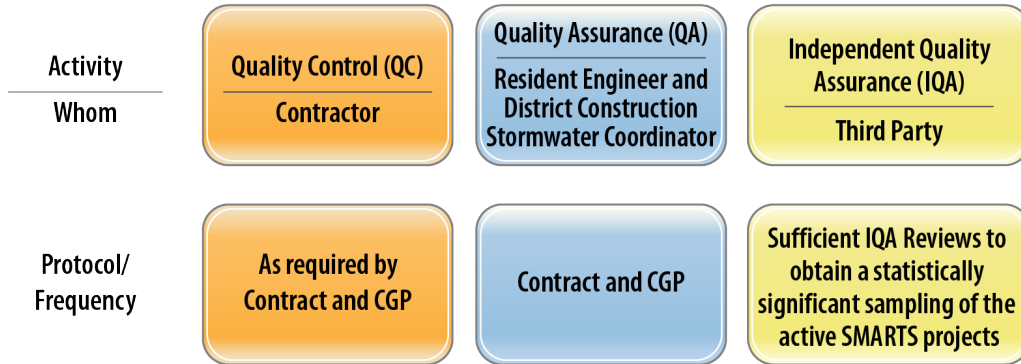 Activity
Whom
Quality Control (QC)
Contractor
Quality Assurance (QA)
Resident Engineer and
District Construction
Stormwater Coordinator
Independent Quality
Assurance (IQA)
Third Party
Protocol/
Frequency
As required by
Contract and CGP
Contract and CGP
Sufficient IQA Reviews to
obtain a statistically
significant sampling of the
active SMARTS projects